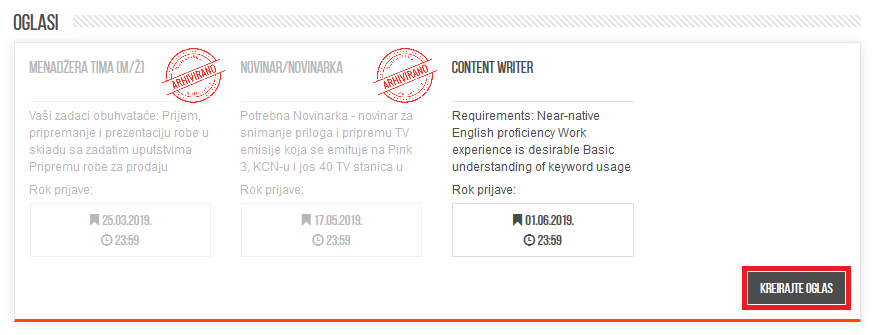 OGLASI
MENADŽERA TIMA (M/Ž)
ARHIVIRANO
Vaši zadaci obuhvataće: Prijem,
pripremanje i prezentaciju robe u
skladu sa zadatim uputstvima
Pripremu robe za prodaju
Rok prijave:
25.03.2019.
23:59
NOVINAR/NOVINARKA
ARHIVIRANO
Potrebna Novinarka - novinar za
snimanje priloga i pripremu TV
emisije koja se emituje na Pink
3, KCN-u i jos 40 TV stanica u
Rok prijave:
17.05.2019.
23:59
CONTENT WRITER
Requirements: Near-native
English proficiency Work
experience is desirable Basic
understanding of keyword usage
Rok prijave:
01.06.2019.
23:59
KREIRAJTE OGLAS